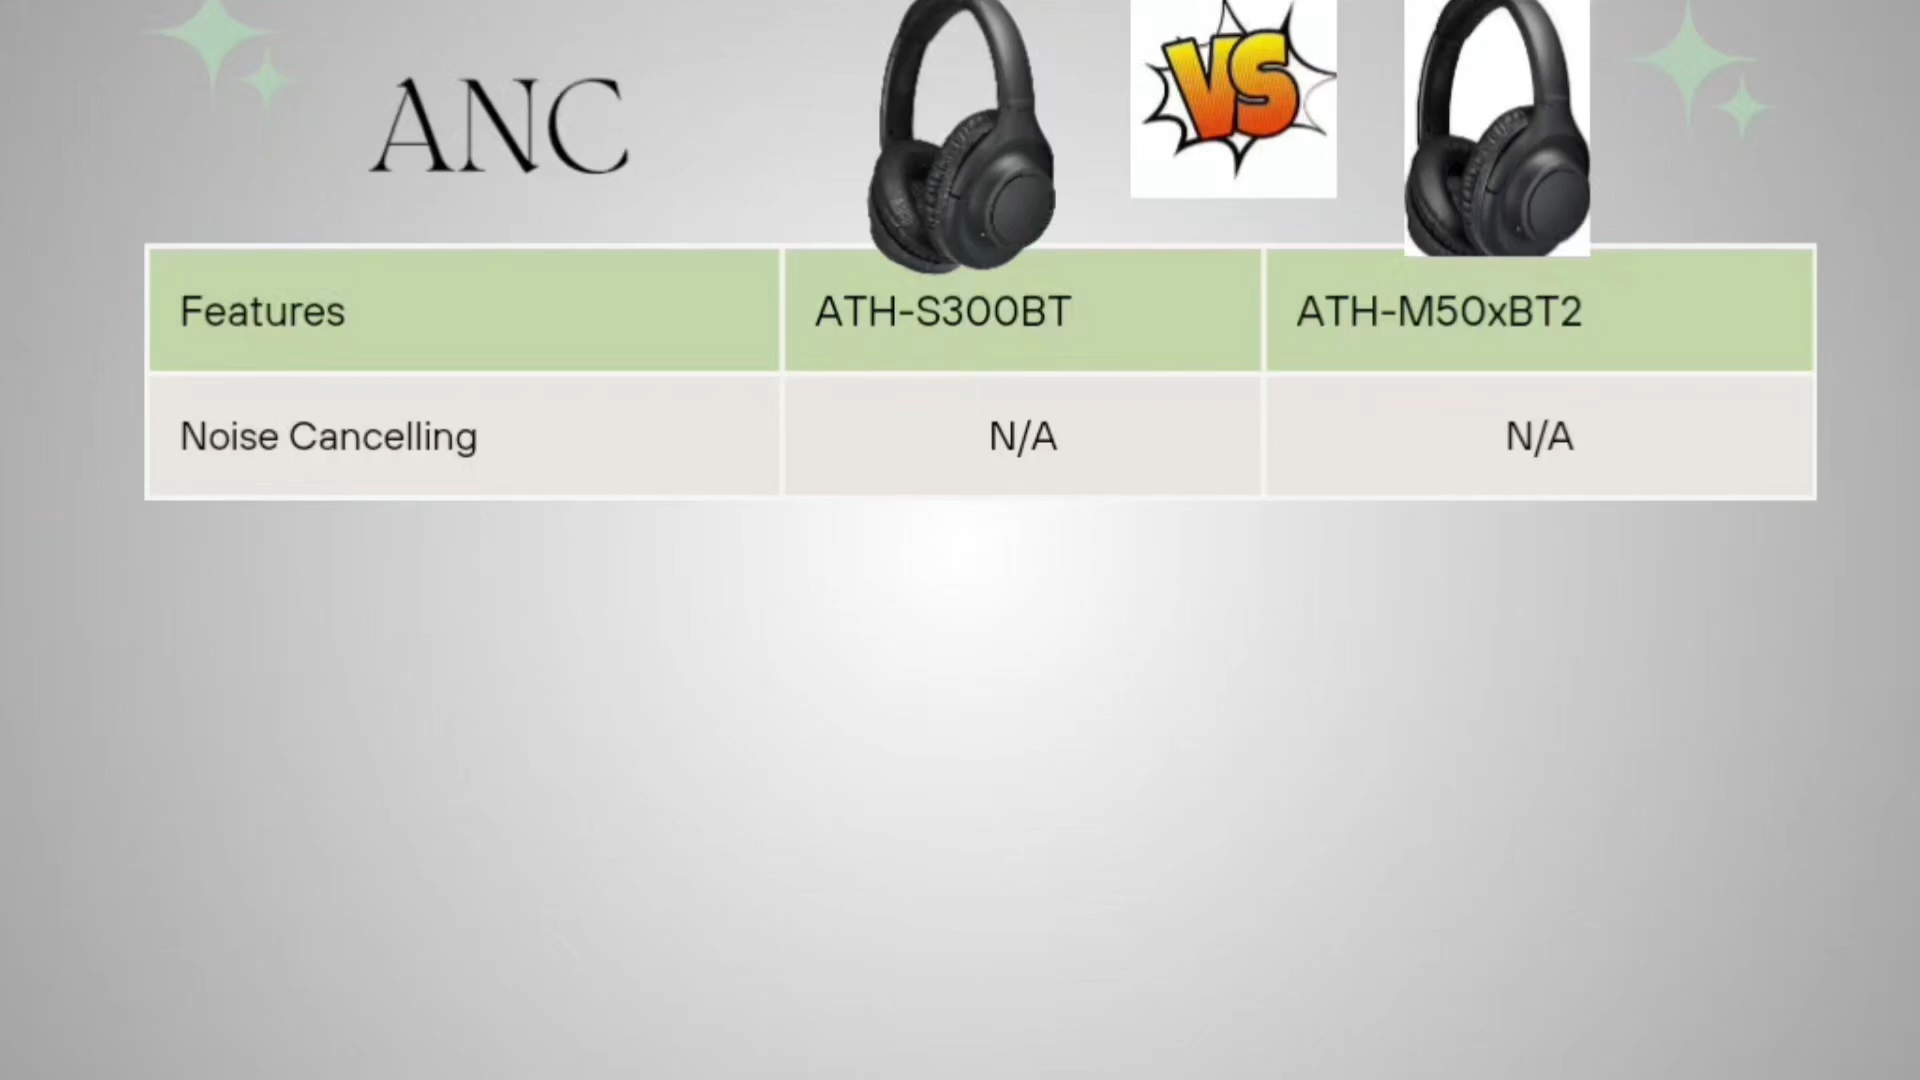 ANC
VS
Features ATH-S300BT ATH-M50xBT2
Noise Cancelling N/A N/A